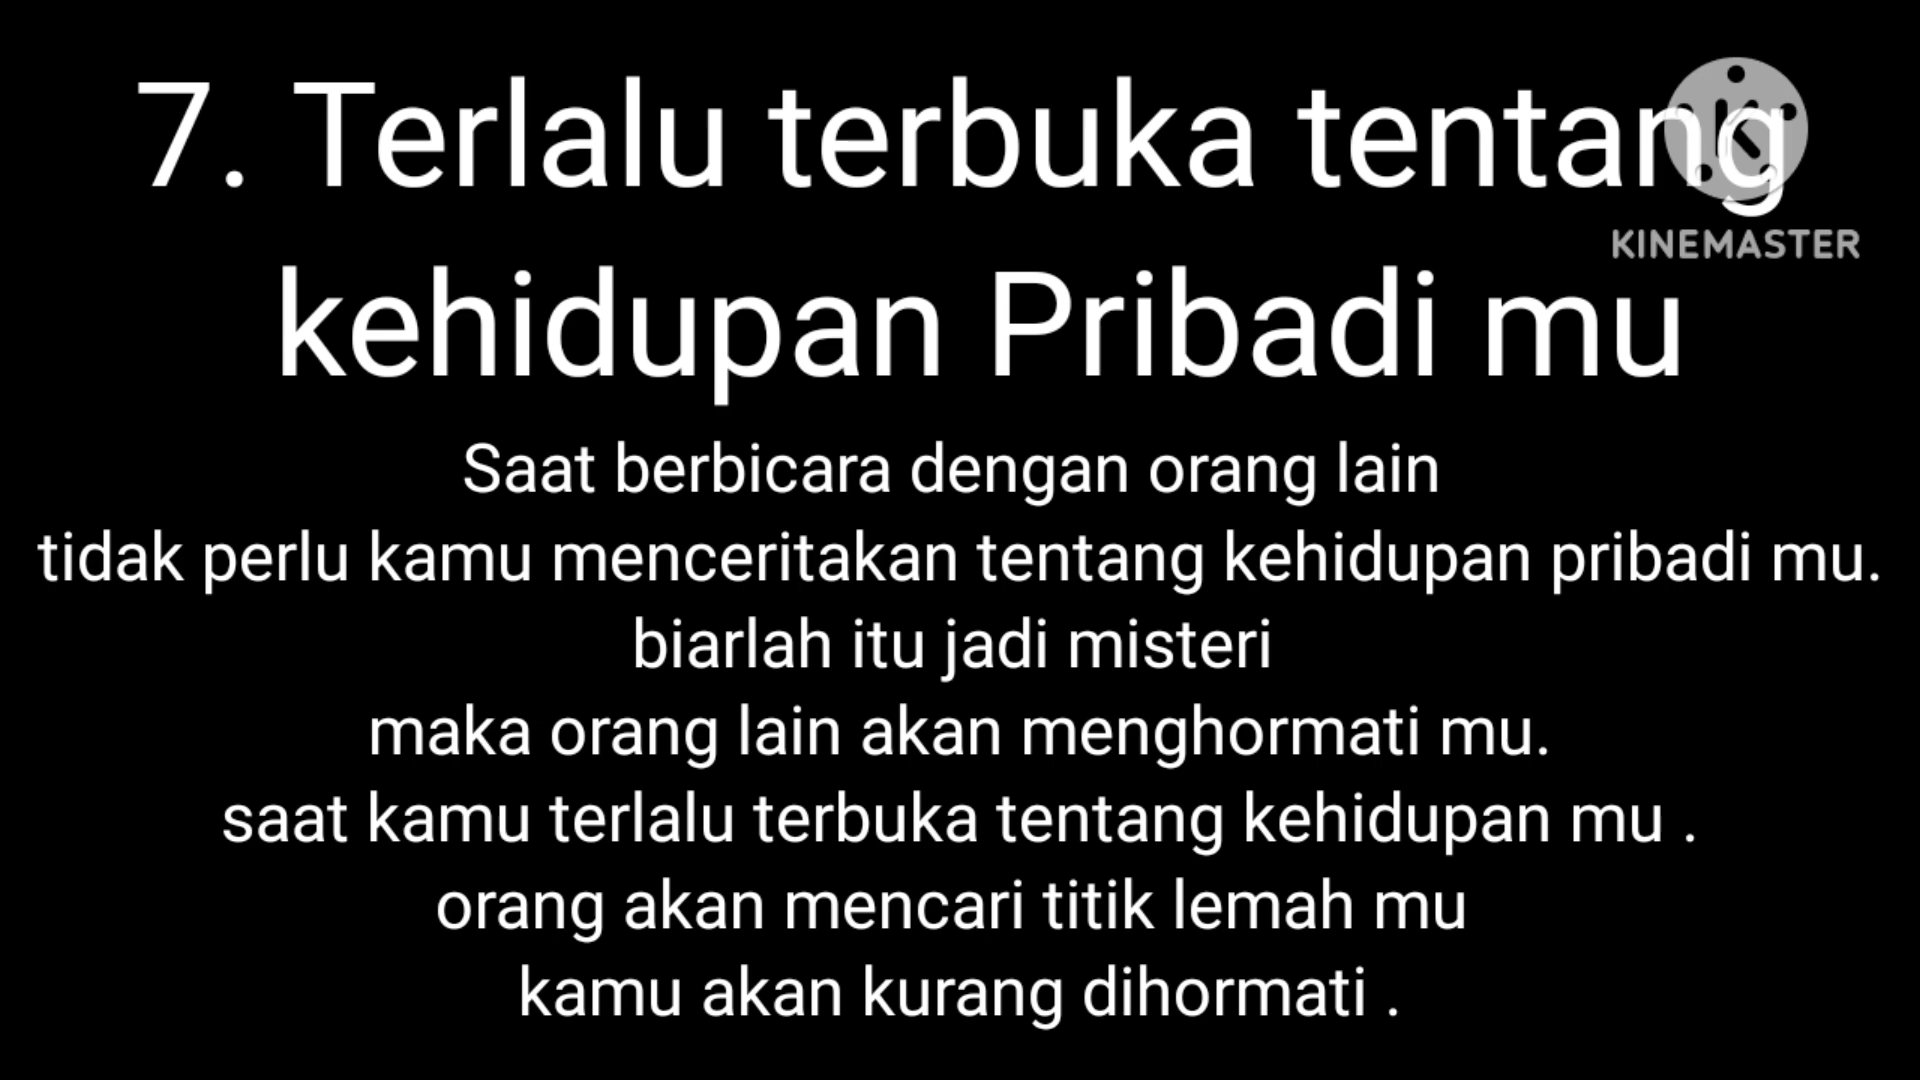 7. Terlalu terbuka tentang
kehidupan Pribadi mu
KINEMASTER
Saat berbicara dengan orang lain
tidak perlu kamu menceritakan tentang kehidupan pribadi mu.
biarlah itu jadi misteri
maka orang lain akan menghormati mu.
saat kamu terlalu terbuka tentang kehidupan mu .
orang akan mencari titik lemah mu
kamu akan kurang dihormati .